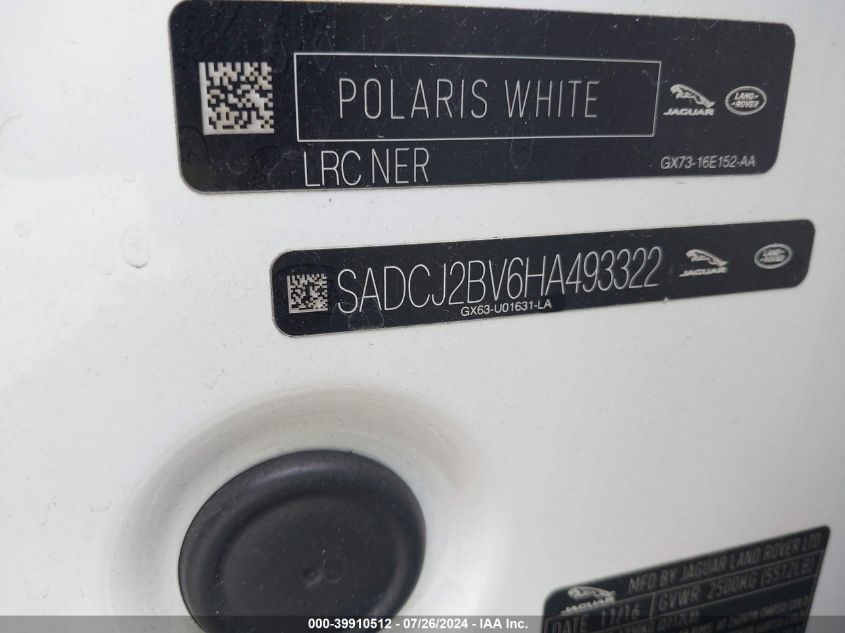 POLARIS WHITE
JAGUAR
LAND-
ROVER
LRC NER
GX73-16E152-AA
SADCJ2BV6HA493322
JAGUAR
LAND-
ROVER
GX63-U01631-LA
MFD BY JAGUAR LAND ROVER LTD
JAGUAR
DATE 11/16 GVWR 2500KG (5512LB)
000-39910512 - 07/26/2024 - IAA Inc.